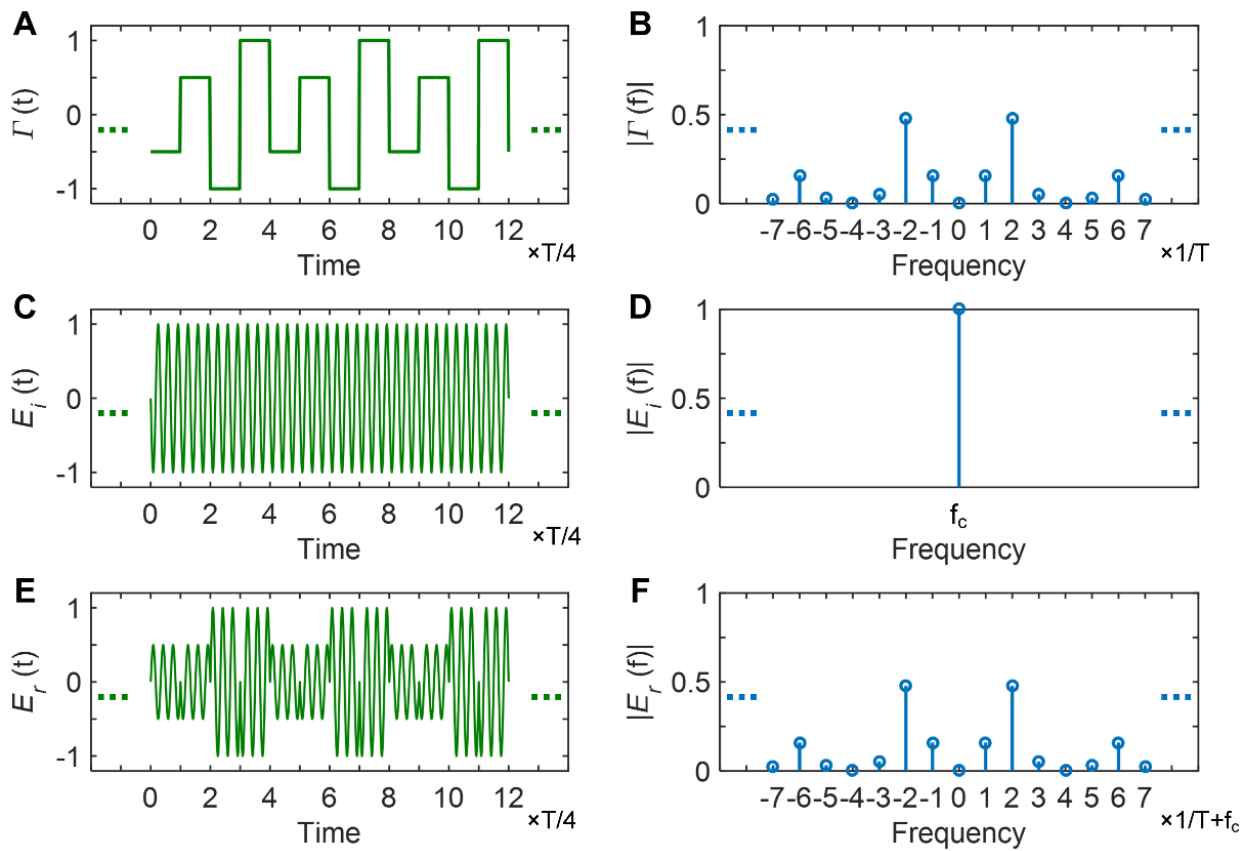 A
Γ (t)
1
0
-1
0 2 4 6 8 10 12
×T/4
Time
B
|Γ (f)|
1
0.5
0
-7 -6 -5 -4 -3 -2 -1 0 1 2 3 4 5 6 7
×1/T
Frequency
C
E_i (t)
1
0
-1
0 2 4 6 8 10 12
×T/4
Time
D
|E_i (f)|
1
0.5
0
f_c
Frequency
E
E_r (t)
1
0
-1
0 2 4 6 8 10 12
×T/4
Time
F
|E_r (f)|
1
0.5
0
-7 -6 -5 -4 -3 -2 -1 0 1 2 3 4 5 6 7
×1/T+f_c
Frequency